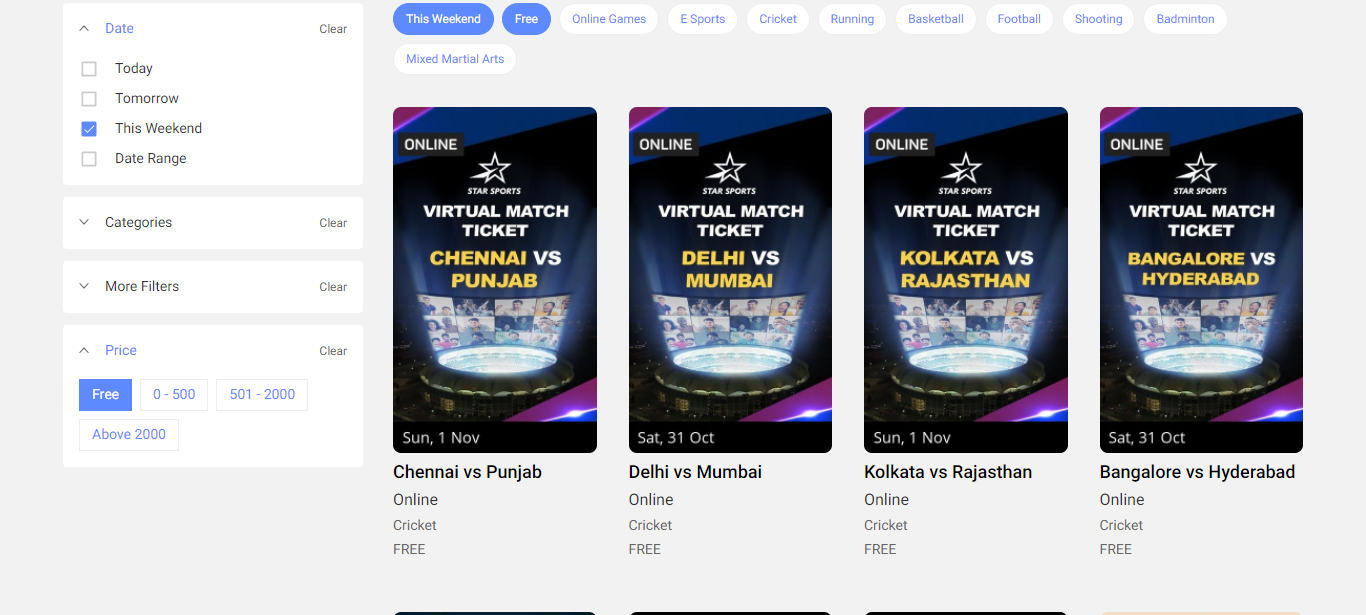 Date
Clear
Today
Tomorrow
This Weekend
Date Range
Categories
Clear
More Filters
Clear
Price
Clear
Free
0 - 500
501 - 2000
Above 2000
This Weekend
Free
Online Games
E Sports
Cricket
Running
Basketball
Football
Shooting
Badminton
Mixed Martial Arts
ONLINE
STAR SPORTS
VIRTUAL MATCH
TICKET
CHENNAI VS
PUNJAB
Sun, 1 Nov
Chennai vs Punjab
Online
Cricket
FREE
ONLINE
STAR SPORTS
VIRTUAL MATCH
TICKET
DELHI VS
MUMBAI
Sat, 31 Oct
Delhi vs Mumbai
Online
Cricket
FREE
ONLINE
STAR SPORTS
VIRTUAL MATCH
TICKET
KOLKATA VS
RAJASTHAN
Sun, 1 Nov
Kolkata vs Rajasthan
Online
Cricket
FREE
ONLINE
STAR SPORTS
VIRTUAL MATCH
TICKET
BANGALORE VS
HYDERABAD
Sat, 31 Oct
Bangalore vs Hyderabad
Online
Cricket
FREE